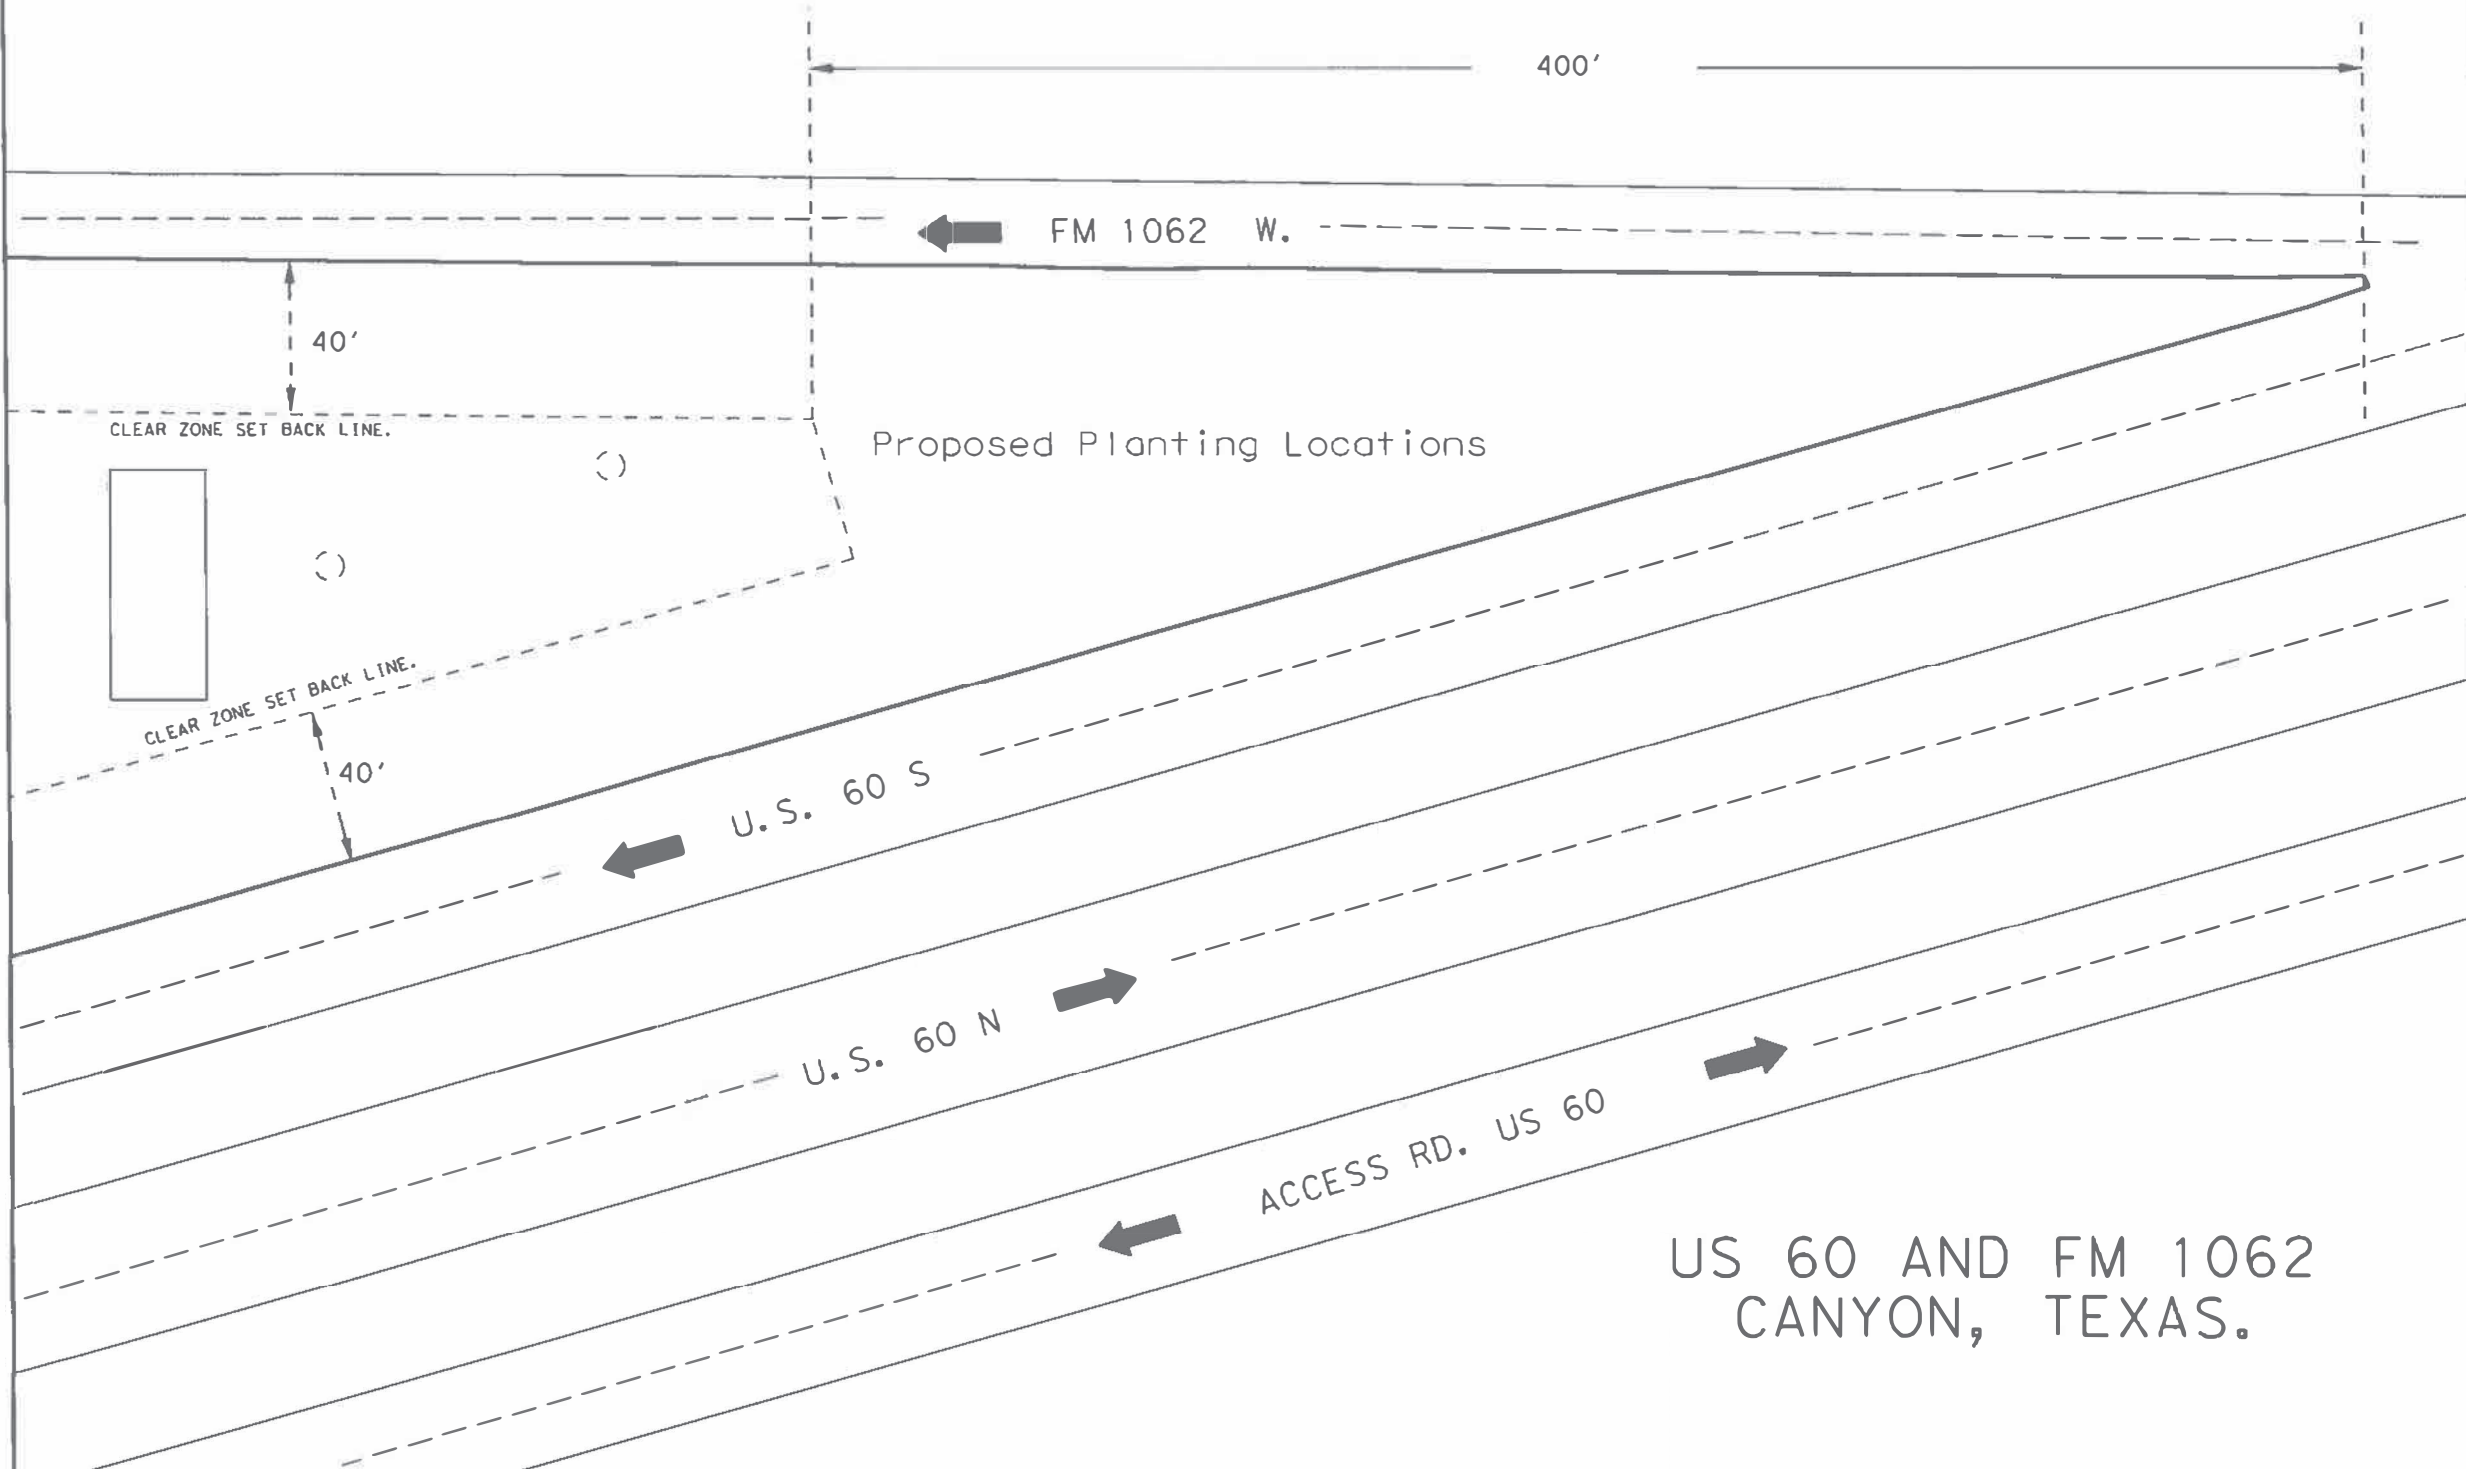 400'
FM 1062 W.
40'
CLEAR ZONE SET BACK LINE.
Proposed Planting Locations
CLEAR ZONE SET BACK LINE.
40'
U.S. 60 S
U.S. 60 N
ACCESS RD. US 60
US 60 AND FM 1062
CANYON, TEXAS.